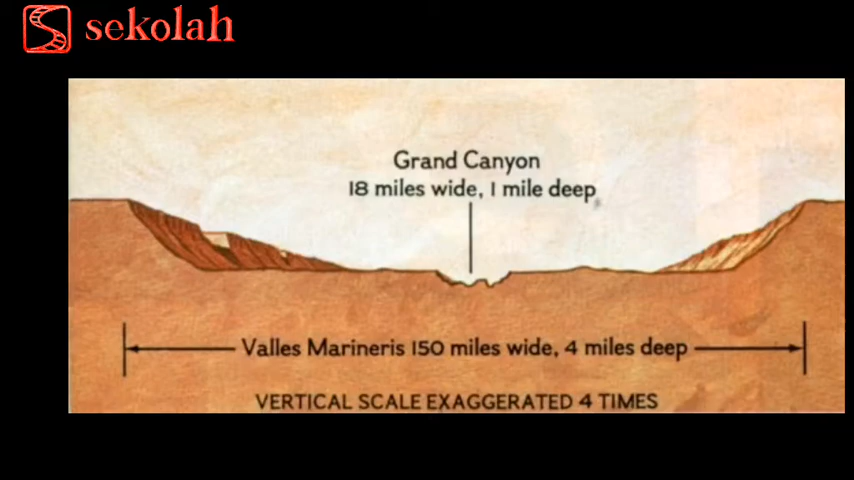 sekolah
Grand Canyon
18 miles wide, 1 mile deep
Valles Marineris 150 miles wide, 4 miles deep
VERTICAL SCALE EXAGGERATED 4 TIMES